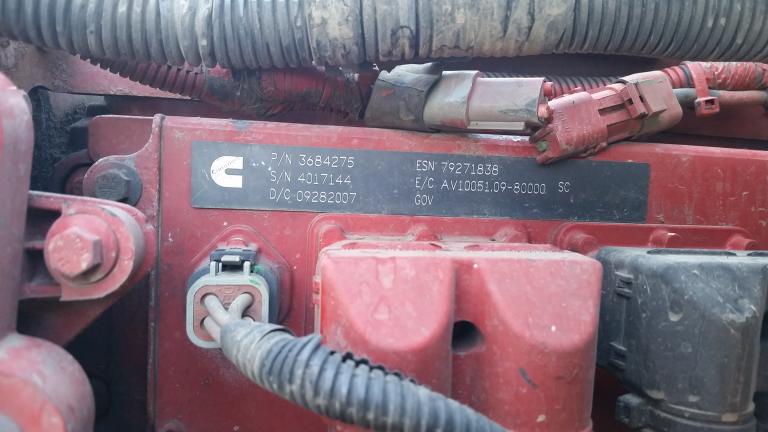 P/N 3684275
S/N 4017144
D/C 09282007
ESN 79271838
E/C AV10051.09-80000 SC
GOV